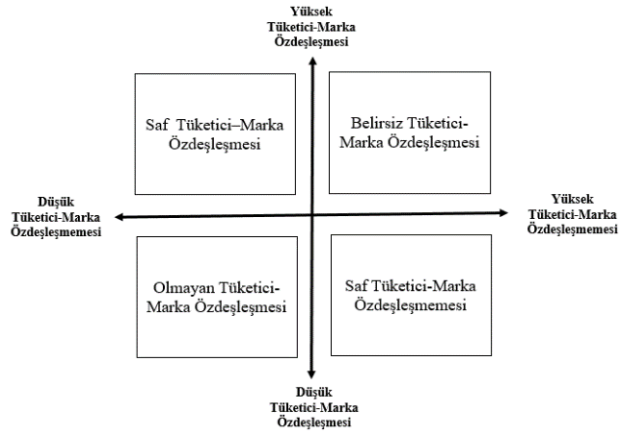 Yüksek
Tüketici-Marka
Özdeşleşmesi
Saf Tüketici–Marka
Özdeşleşmesi
Belirsiz Tüketici-
Marka Özdeşleşmesi
Düşük
Tüketici-Marka
Özdeşleşmemesi
Yüksek
Tüketici-Marka
Özdeşleşmemesi
Olmayan Tüketici-
Marka Özdeşleşmesi
Saf Tüketici-Marka
Özdeşleşmemesi
Düşük
Tüketici-Marka
Özdeşleşmesi